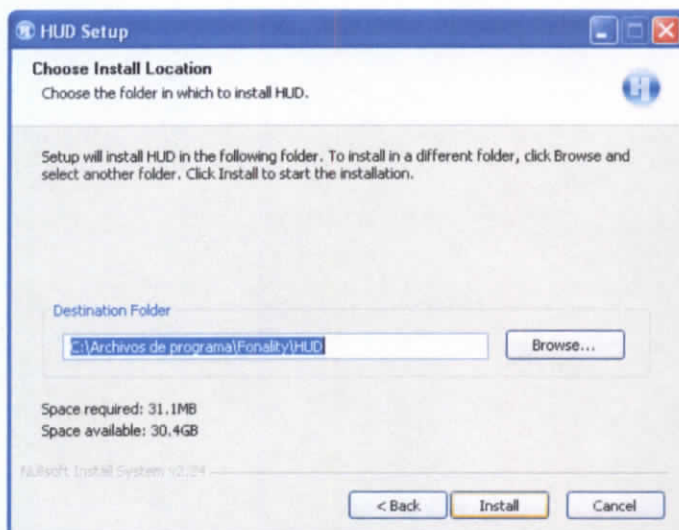 HUD Setup
Choose Install Location
Choose the folder in which to install HUD.
H
Setup will install HUD in the following folder. To install in a different folder, click Browse and
select another folder. Click Install to start the installation.
Destination Folder
C:\Archivos de programa\Fonality\HUD
Browse...
Space required: 31.1MB
Space available: 30.4GB
Nullsoft Install System v2.24
< Back
Install
Cancel